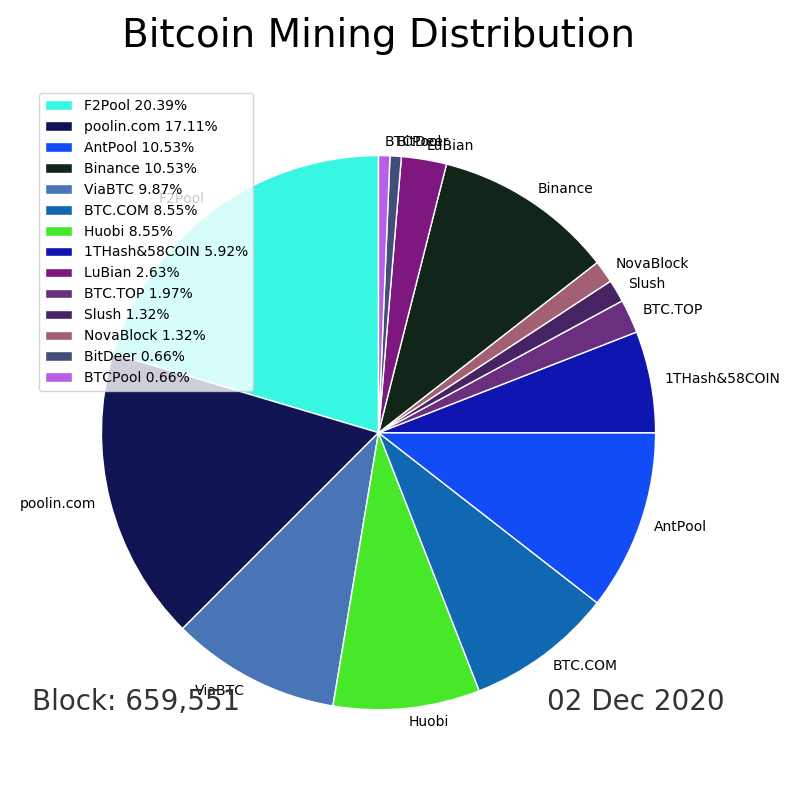 Bitcoin Mining Distribution
F2Pool 20.39%
poolin.com 17.11%
AntPool 10.53%
Binance 10.53%
ViaBTC 9.87%
BTC.COM 8.55%
Huobi 8.55%
1THash&58COIN 5.92%
LuBian 2.63%
BTC.TOP 1.97%
Slush 1.32%
NovaBlock 1.32%
BitDeer 0.66%
BTCPool 0.66%
BTCPool
BitDeer
LuBian
Binance
F2Pool
NovaBlock
Slush
BTC.TOP
1THash&58COIN
poolin.com
AntPool
BTC.COM
ViaBTC
Huobi
Block: 659,551
02 Dec 2020